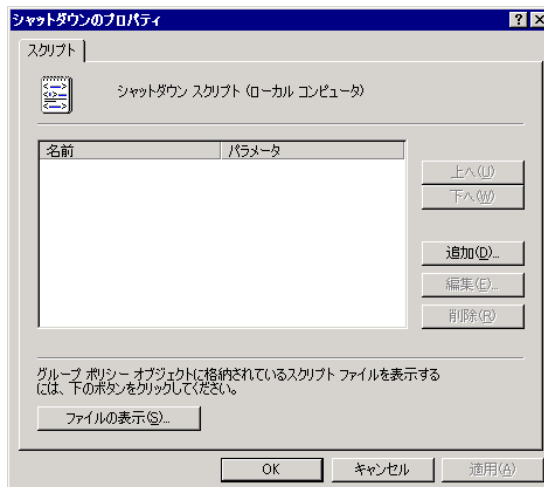 シャットダウンのプロパティ
スクリプト
シャットダウン スクリプト (ローカル コンピュータ)
名前 パラメータ
上へ(U)
下へ(W)
追加(D)...
編集(E)...
削除(R)
グループ ポリシー オブジェクトに格納されているスクリプト ファイルを表示する
には、下のボタンをクリックしてください。
ファイルの表示(S)...
OK キャンセル 適用(A)